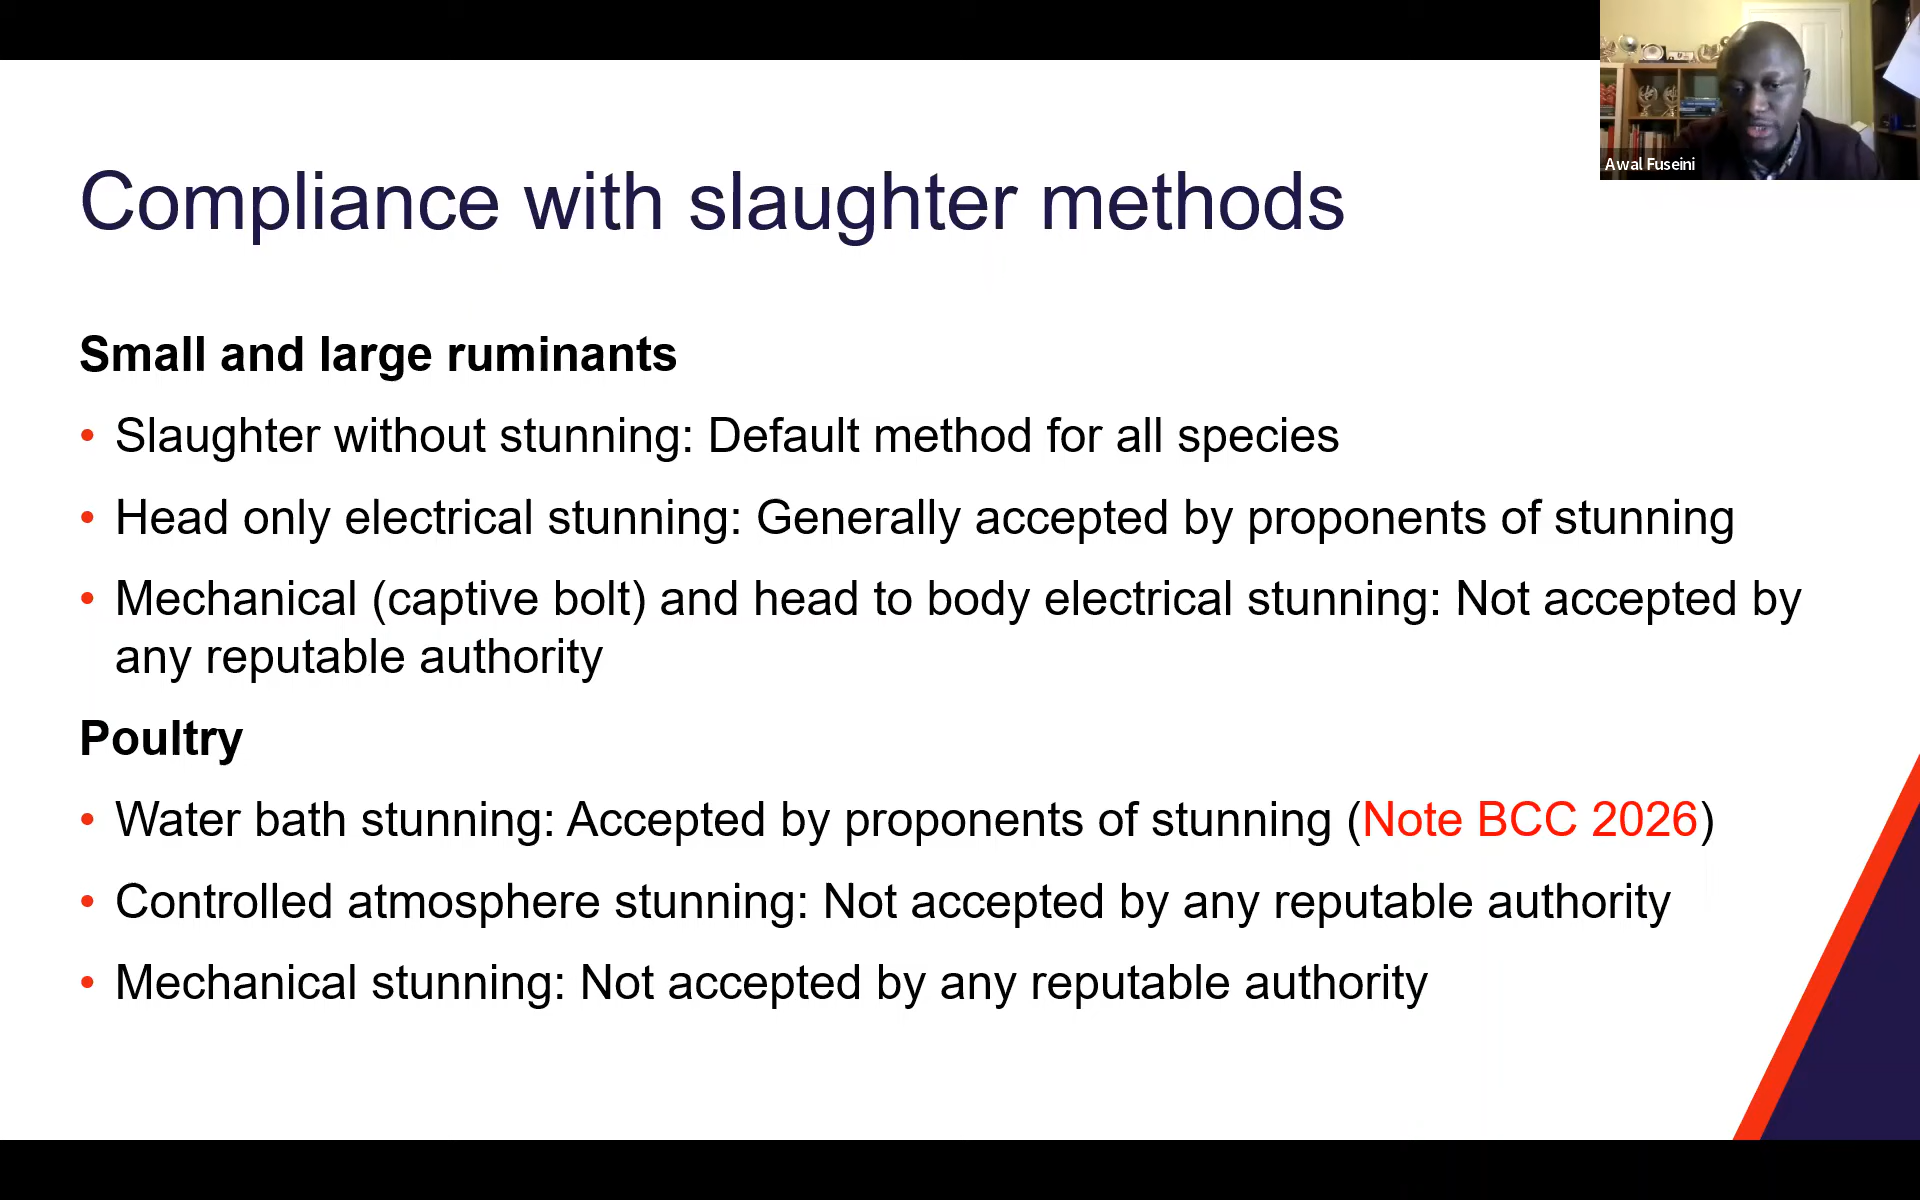 Awal Fuseini
Compliance with slaughter methods
Small and large ruminants
• Slaughter without stunning: Default method for all species
• Head only electrical stunning: Generally accepted by proponents of stunning
• Mechanical (captive bolt) and head to body electrical stunning: Not accepted by
any reputable authority
Poultry
• Water bath stunning: Accepted by proponents of stunning (Note BCC 2026)
• Controlled atmosphere stunning: Not accepted by any reputable authority
• Mechanical stunning: Not accepted by any reputable authority